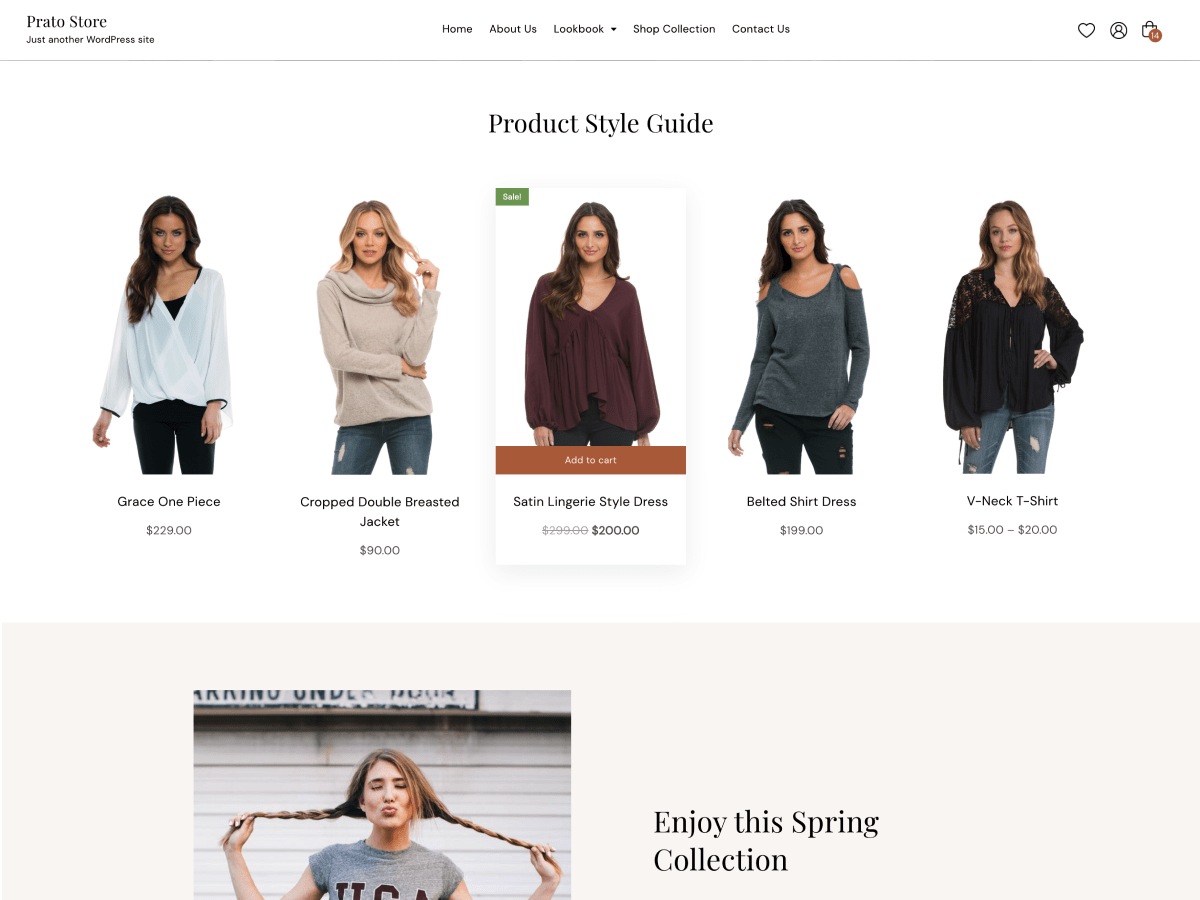 Prato Store
Just another WordPress site
Home
About Us
Lookbook
Shop Collection
Contact Us
14
Product Style Guide
Sale!
Add to cart
Grace One Piece
$229.00
Cropped Double Breasted
Jacket
$90.00
Satin Lingerie Style Dress
$299.00 $200.00
Belted Shirt Dress
$199.00
V-Neck T-Shirt
$15.00 – $20.00
Enjoy this Spring
Collection